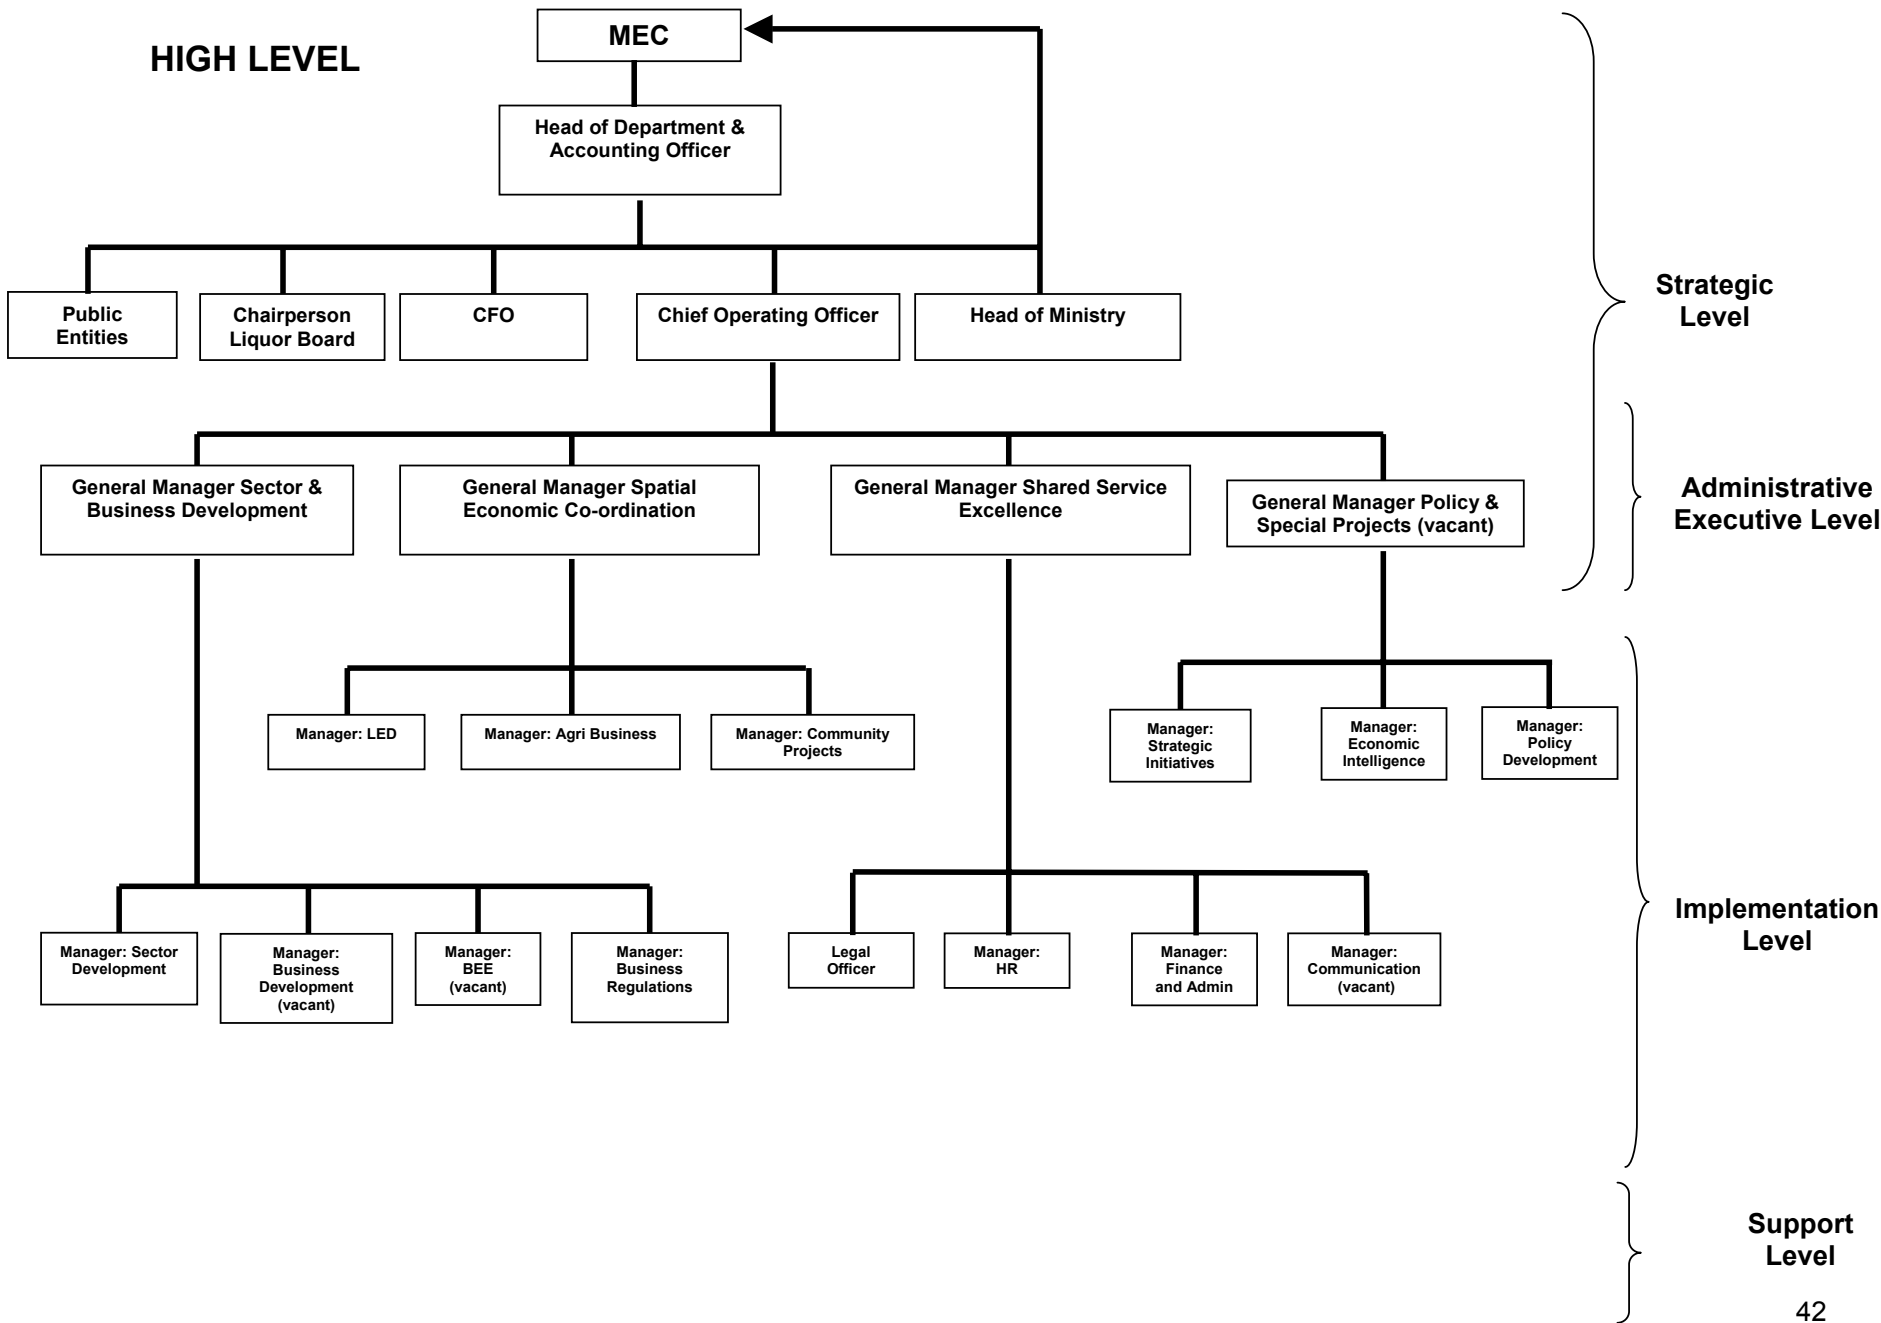 HIGH LEVEL
MEC
Head of Department &
Accounting Officer
Public
Entities
Chairperson
Liquor Board
CFO
Chief Operating Officer
Head of Ministry
Strategic
Level
General Manager Sector &
Business Development
General Manager Spatial
Economic Co-ordination
General Manager Shared Service
Excellence
General Manager Policy &
Special Projects (vacant)
Administrative
Executive Level
Manager: LED
Manager: Agri Business
Manager: Community
Projects
Manager:
Strategic
Initiatives
Manager:
Economic
Intelligence
Manager:
Policy
Development
Manager: Sector
Development
Manager:
Business
Development
(vacant)
Manager:
BEE
(vacant)
Manager:
Business
Regulations
Legal
Officer
Manager:
HR
Manager:
Finance
and Admin
Manager:
Communication
(vacant)
Implementation
Level
Support
Level
42